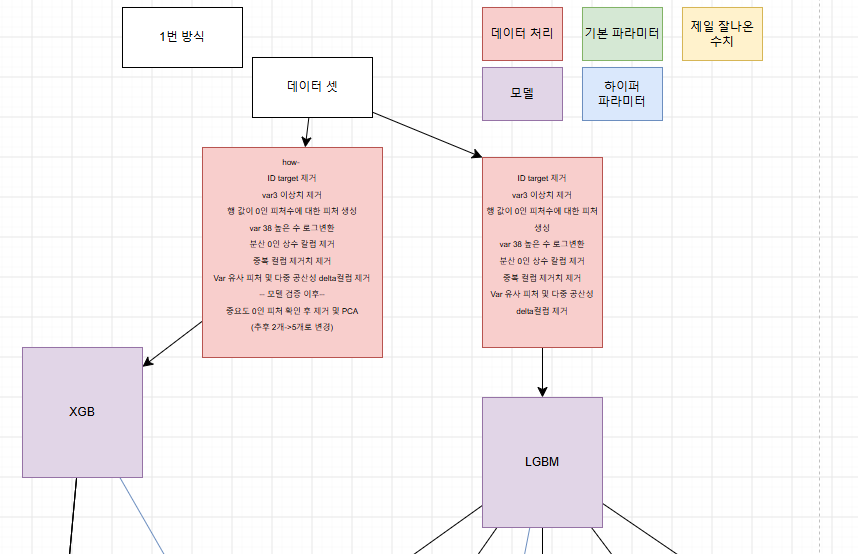 1번 방식
데이터 셋
데이터 처리
기본 파라미터
제일 잘나온
수치
모델
하이퍼
파라미터
how-
ID target 제거
var3 이상치 제거
행 값이 0인 피처수에 대한 피처 생성
var 38 높은 수 로그변환
분산 0인 상수 칼럼 제거
중복 컬럼 제거치 제거
Var 유사 피처 및 다중 공산성 delta컬럼 제거
-- 모델 검증 이후--
중요도 0인 피처 확인 후 제거 및 PCA
(추후 2개->5개로 변경)
ID target 제거
var3 이상치 제거
행 값이 0인 피처수에 대한 피처
생성
var 38 높은 수 로그변환
분산 0인 상수 칼럼 제거
중복 컬럼 제거치 제거
Var 유사 피처 및 다중 공산성
delta컬럼 제거
XGB
LGBM